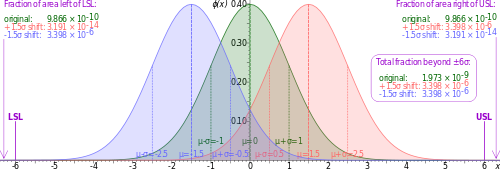 Fraction of area left of LSL:
original: 9.866×10^-10
+1.5σ shift: 3.191×10^-14
-1.5σ shift: 3.398×10^-6
ϕ(x)
0.40
0.30
0.20
0.10
Fraction of area right of USL:
original: 9.866×10^-10
+1.5σ shift: 3.398×10^-6
-1.5σ shift: 3.191×10^-14
Total fraction beyond ±6σ:
original: 1.973×10^-9
+1.5σ shift: 3.398×10^-6
-1.5σ shift: 3.398×10^-6
LSL
USL
μ-σ=-1 μ=0 μ+σ=1
μ-σ=-2.5 μ=-1.5 μ+σ=-0.5 μ-σ=0.5 μ=1.5 μ+σ=2.5
-6 -5 -4 -3 -2 -1 0 1 2 3 4 5 6 x